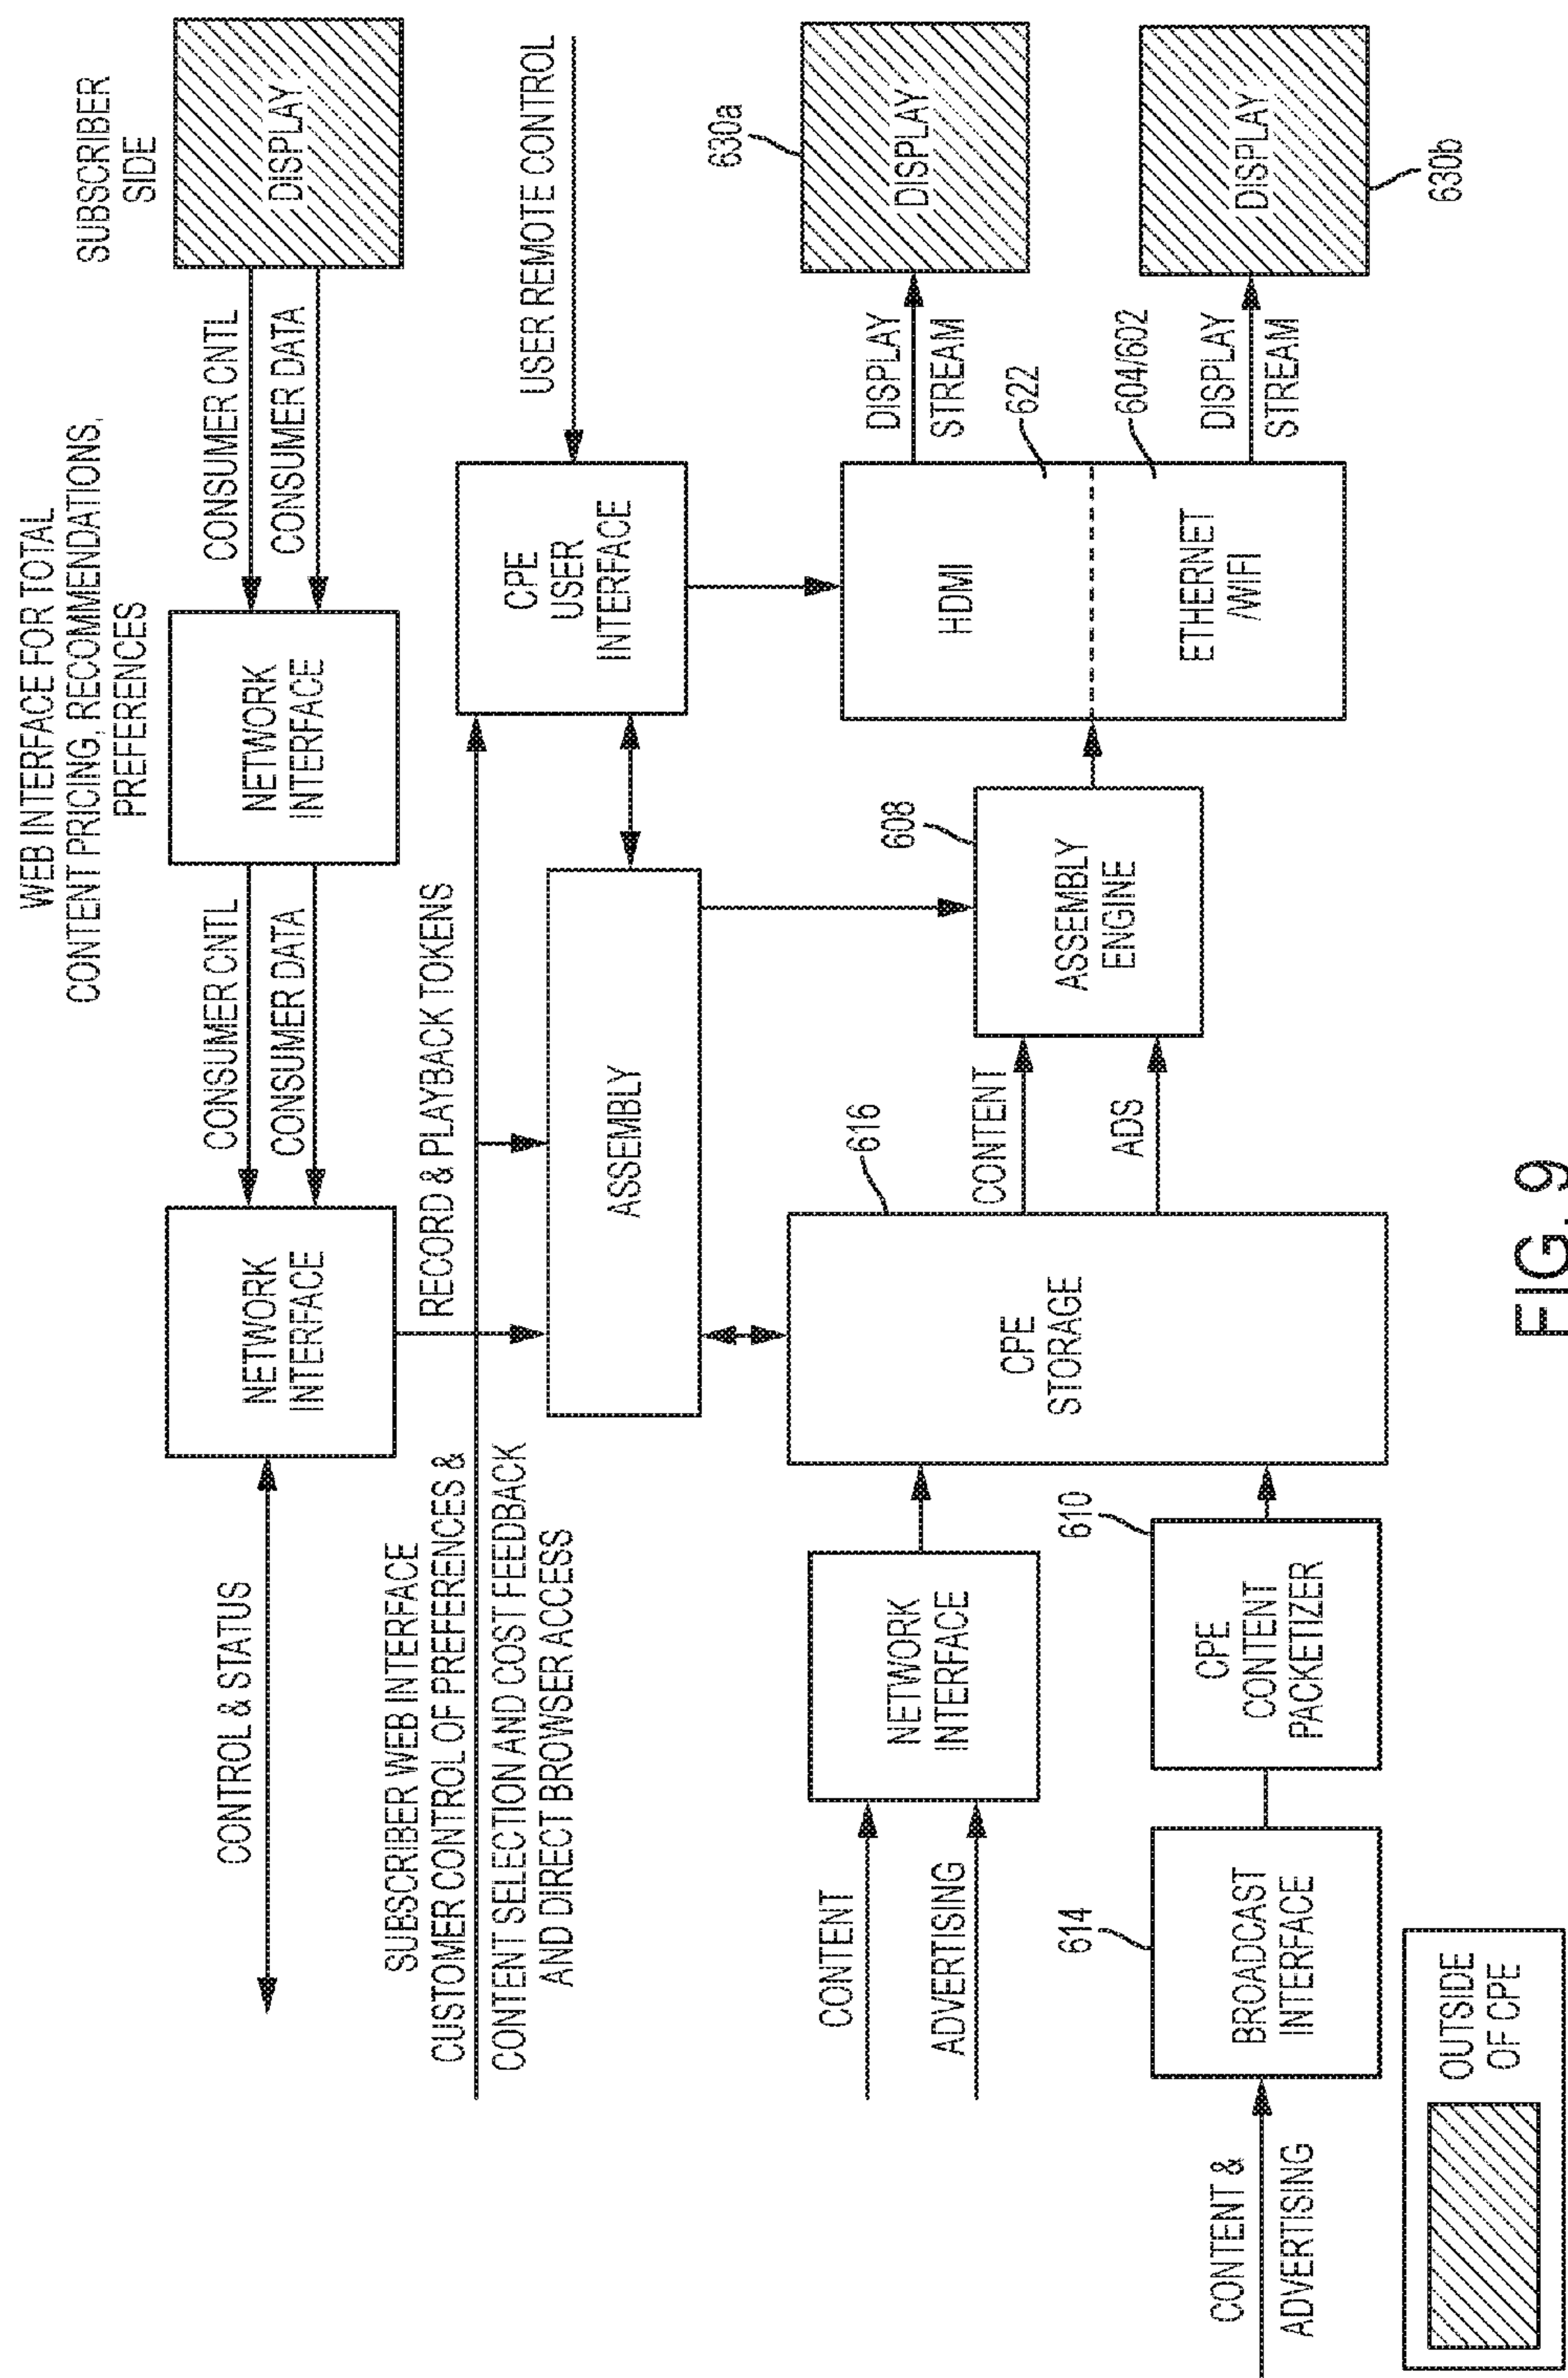 SUBSCRIBER
SIDE
WEB INTERFACE FOR TOTAL
CONTENT PRICING, RECOMMENDATIONS,
PREFERENCES
CONTROL & STATUS
NETWORK
INTERFACE
CONSUMER CNTL
CONSUMER DATA
NETWORK
INTERFACE
CONSUMER CNTL
CONSUMER DATA
DISPLAY
SUBSCRIBER WEB INTERFACE
CUSTOMER CONTROL OF PREFERENCES &
CONTENT SELECTION AND COST FEEDBACK
AND DIRECT BROWSER ACCESS
RECORD & PLAYBACK TOKENS
USER REMOTE CONTROL
CPE
USER
INTERFACE
ASSEMBLY
CONTENT
ADVERTISING
NETWORK
INTERFACE
616
CPE
STORAGE
CONTENT
ADS
608
ASSEMBLY
ENGINE
HDMI
622
ETHERNET
/WIFI
604/602
DISPLAY
STREAM
630a
DISPLAY
DISPLAY
STREAM
DISPLAY
630b
CONTENT &
ADVERTISING
614
BROADCAST
INTERFACE
610
CPE
CONTENT
PACKETIZER
OUTSIDE
OF CPE
FIG. 9